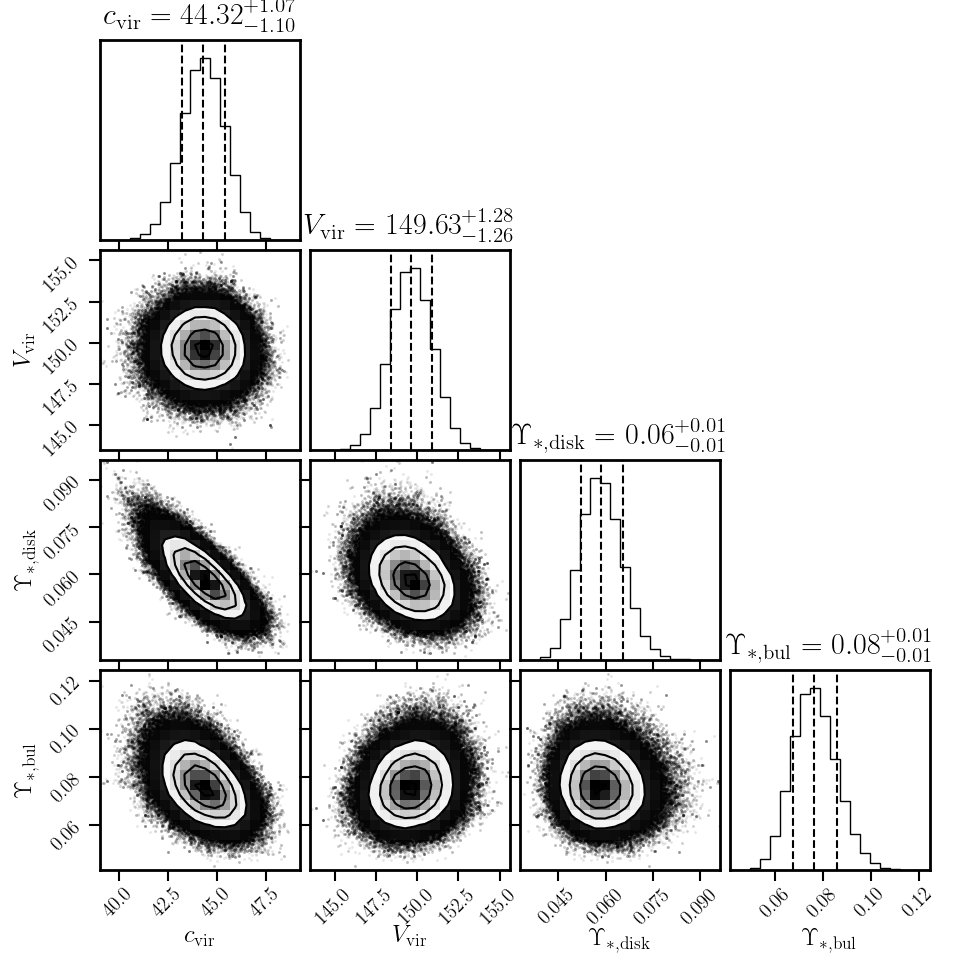 c_vir = 44.32^{+1.07}_{−1.10}
V_vir = 149.63^{+1.28}_{−1.26}
155.0
152.5
150.0
147.5
145.0
V_vir
ϒ_{*,disk} = 0.06^{+0.01}_{−0.01}
0.090
0.075
0.060
0.045
ϒ_{*,disk}
ϒ_{*,bul} = 0.08^{+0.01}_{−0.01}
0.12
0.10
0.08
0.06
ϒ_{*,bul}
40.0 42.5 45.0 47.5 145.0 147.5 150.0 152.5 155.0 0.045 0.060 0.075 0.090 0.06 0.08 0.10 0.12
c_vir V_vir ϒ_{*,disk} ϒ_{*,bul}